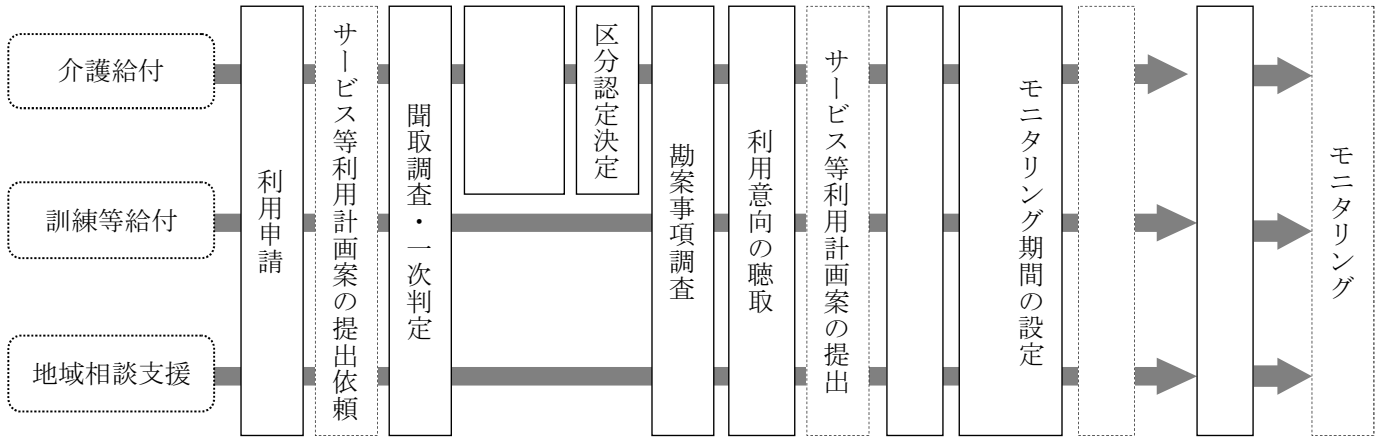 介護給付
訓練等給付
地域相談支援
利用申請
サービス等利用計画案の提出依頼
聞取調査・一次判定
区分認定決定
勘案事項調査
利用意向の聴取
サービス等利用計画案の提出
モニタリング期間の設定
モニタリング